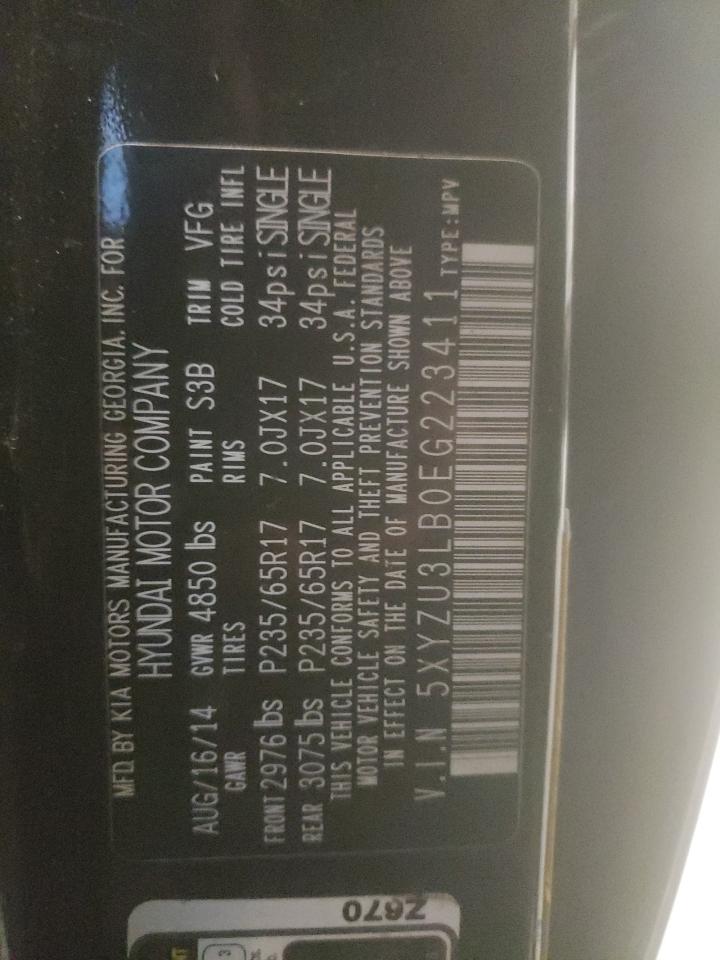 MFD BY KIA MOTORS MANUFACTURING GEORGIA, INC. FOR
HYUNDAI MOTOR COMPANY
AUG/16/14 GVWR 4850 lbs PAINT S3B TRIM VFG
GAWR TIRES RIMS COLD TIRE INFL
FRONT 2976 lbs P235/65R17 7.0JX17 34psi SINGLE
REAR 3075 lbs P235/65R17 7.0JX17 34psi SINGLE
THIS VEHICLE CONFORMS TO ALL APPLICABLE U.S.A. FEDERAL
MOTOR VEHICLE SAFETY AND THEFT PREVENTION STANDARDS
IN EFFECT ON THE DATE OF MANUFACTURE SHOWN ABOVE
V.I.N 5XYZU3LB0EG223411 TYPE:MPV
Z670
3